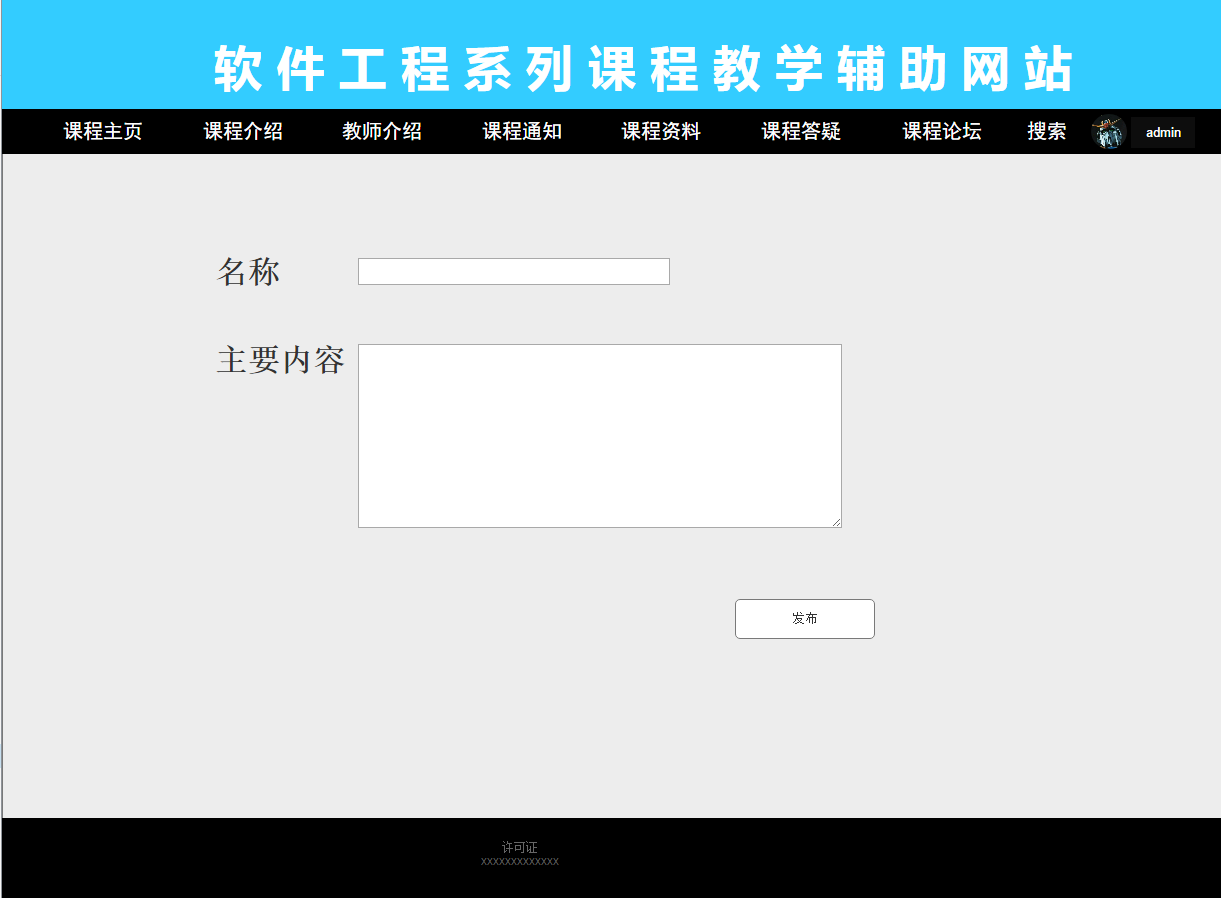 软件工程系列课程教学辅助网站
课程主页 课程介绍 教师介绍 课程通知 课程资料 课程答疑 课程论坛 搜索 admin
名称
主要内容
发布
许可证
xxxxxxxxxxxxx